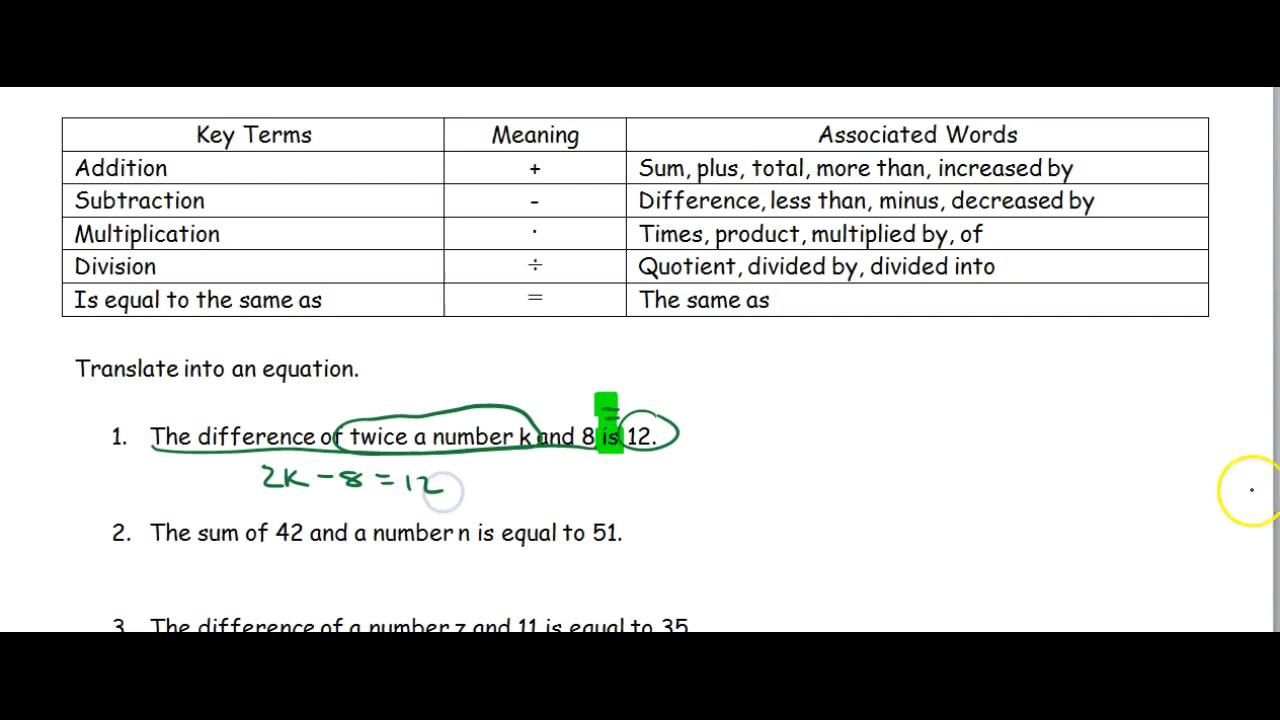 Key Terms Meaning Associated Words
Addition + Sum, plus, total, more than, increased by
Subtraction - Difference, less than, minus, decreased by
Multiplication · Times, product, multiplied by, of
Division ÷ Quotient, divided by, divided into
Is equal to the same as = The same as
Translate into an equation.
=
1. The difference of twice a number k and 8 is 12.
2K - 8 = 12
2. The sum of 42 and a number n is equal to 51.
3. The difference of a number z and 11 is equal to 35.